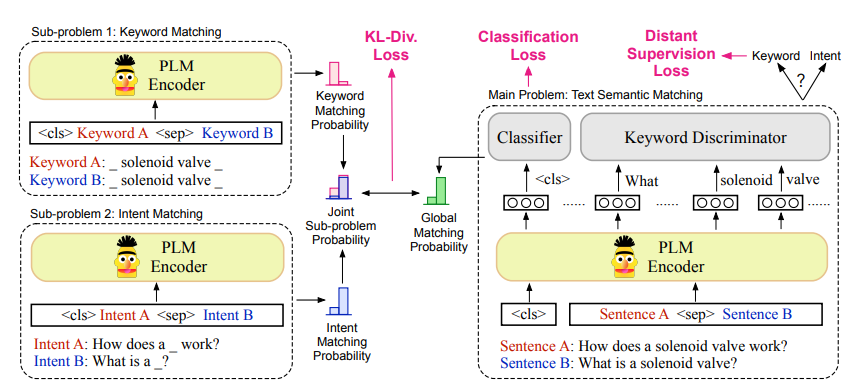 Sub-problem 1: Keyword Matching
PLM
Encoder
<cls> Keyword A <sep> Keyword B
Keyword A: _ solenoid valve _
Keyword B: _ solenoid valve _
Sub-problem 2: Intent Matching
PLM
Encoder
<cls> Intent A <sep> Intent B
Intent A: How does a _ work?
Intent B: What is a _?
Keyword
Matching
Probability
Joint
Sub-problem
Probability
Intent
Matching
Probability
KL-Div.
Loss
Global
Matching
Probability
Classification
Loss
Distant
Supervision
Loss
Keyword
Intent
?
Main Problem: Text Semantic Matching
Classifier
Keyword Discriminator
<cls>
What
solenoid
valve
......
......
......
PLM
Encoder
<cls>
Sentence A <sep> Sentence B
Sentence A: How does a solenoid valve work?
Sentence B: What is a solenoid valve?